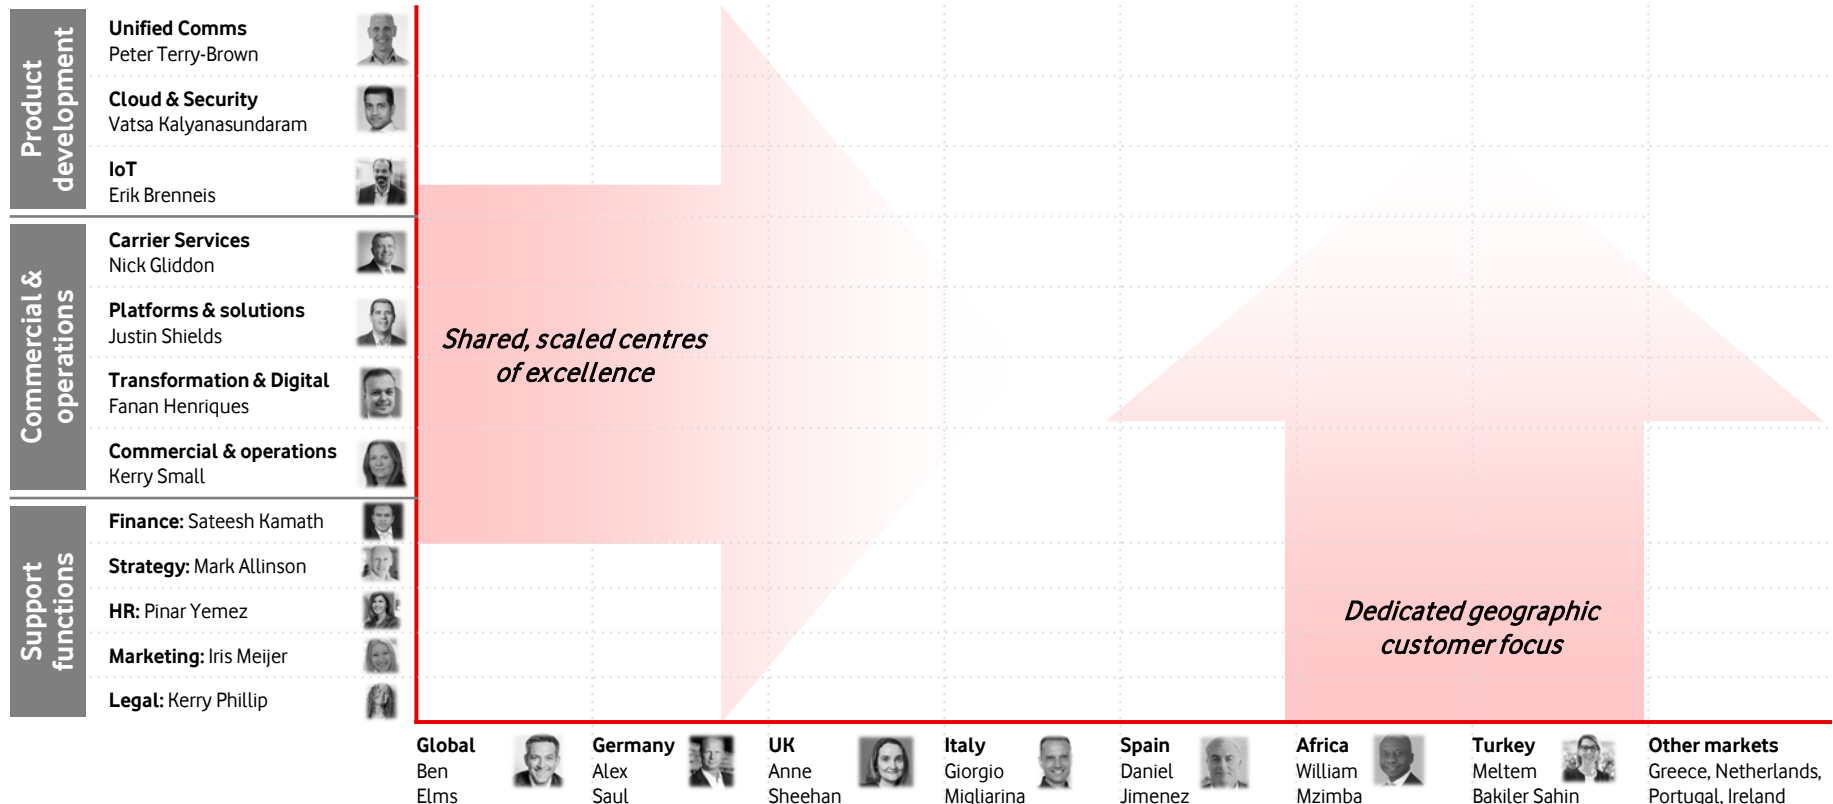 Product
development
Unified Comms
Peter Terry-Brown
Cloud & Security
Vatsa Kalyanasundaram
IoT
Erik Brenneis
Commercial &
operations
Carrier Services
Nick Gliddon
Platforms & solutions
Justin Shields
Transformation & Digital
Fanan Henriques
Commercial & operations
Kerry Small
Support
functions
Finance: Sateesh Kamath
Strategy: Mark Allinson
HR: Pinar Yemez
Marketing: Iris Meijer
Legal: Kerry Phillip
Shared, scaled centres
of excellence
Dedicated geographic
customer focus
Global
Ben
Elms
Germany
Alex
Saul
UK
Anne
Sheehan
Italy
Giorgio
Migliarina
Spain
Daniel
Jimenez
Africa
William
Mzimba
Turkey
Meltem
Bakiler Sahin
Other markets
Greece, Netherlands,
Portugal, Ireland